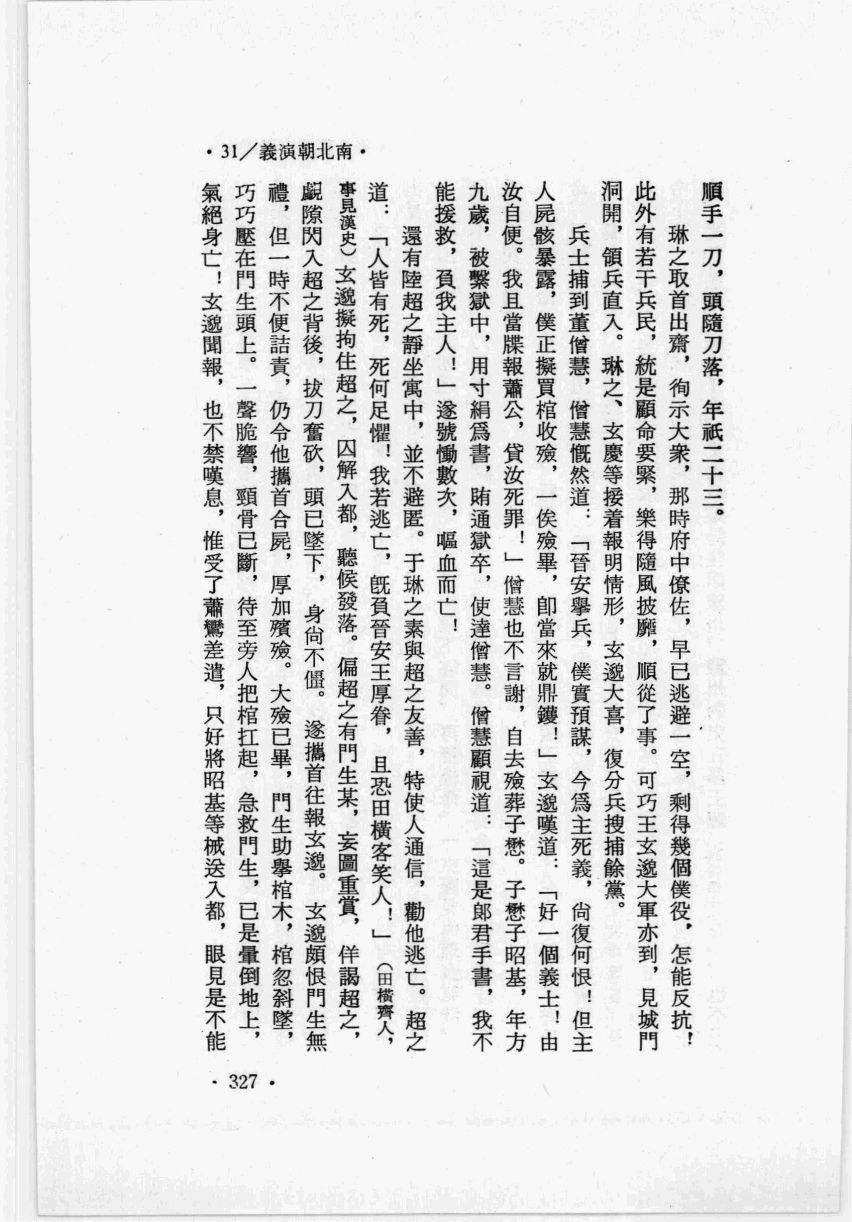 ·南北朝演義／31·
順手一刀，頭隨刀落，年祇二十三。
琳之取首出齋，徇示大衆，那時府中僚佐，早已逃避一空，剩得幾個僕役，怎能反抗！
此外有若干兵民，統是顧命要緊，樂得隨風披靡，順從了事。可巧王玄邈大軍亦到，見城門
洞開，領兵直入。琳之、玄慶等接着報明情形，玄邈大喜，復分兵搜捕餘黨。
兵士捕到董僧慧，僧慧慨然道：「晉安舉兵，僕實預謀，今爲主死義，尙復何恨！但主
人屍骸暴露，僕正擬買棺收殮，一俟殮畢，卽當來就鼎鑊！」玄邈嘆道：「好一個義士！由
汝自便。我且當牒報蕭公，貸汝死罪！」僧慧也不言謝，自去殮葬子懋。子懋子昭基，年方
九歲，被繫獄中，用寸絹爲書，賄通獄卒，使達僧慧。僧慧顧視道：「這是郞君手書，我不
能援救，負我主人！」遂號慟數次，嘔血而亡！
還有陸超之靜坐寓中，並不避匿。于琳之素與超之友善，特使人通信，勸他逃亡。超之
道：「人皆有死，死何足懼！我若逃亡，旣負晉安王厚眷，且恐田橫客笑人！」（田橫齊人，
事見漢史）玄邈擬拘住超之，囚解入都，聽候發落。偏超之有門生某，妄圖重賞，佯謁超之，
覷隙閃入超之背後，拔刀奮砍，頭已墜下，身尙不僵。遂攜首往報玄邈。玄邈頗恨門生無
禮，但一時不便詰責，仍令他攜首合屍，厚加殯殮。大殮已畢，門生助舉棺木，棺忽斜墜，
巧巧壓在門生頭上。一聲脆響，頸骨已斷，待至旁人把棺扛起，急救門生，已是暈倒地上，
氣絕身亡！玄邈聞報，也不禁嘆息，惟受了蕭鸞差遣，只好將昭基等械送入都，眼見是不能
·327·